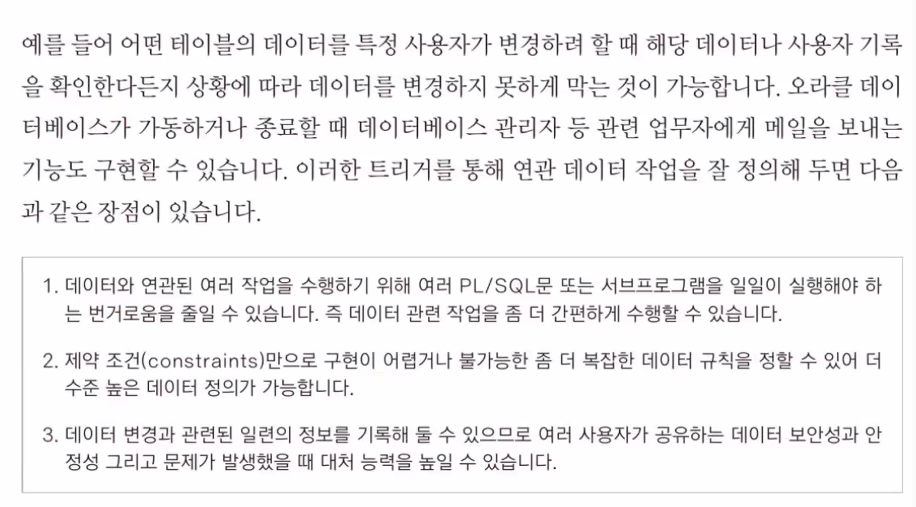 예를 들어 어떤 테이블의 데이터를 특정 사용자가 변경하려 할 때 해당 데이터나 사용자 기록
을 확인한다든지 상황에 따라 데이터를 변경하지 못하게 막는 것이 가능합니다. 오라클 데이
터베이스가 가동하거나 종료할 때 데이터베이스 관리자 등 관련 업무자에게 메일을 보내는
기능도 구현할 수 있습니다. 이러한 트리거를 통해 연관 데이터 작업을 잘 정의해 두면 다음
과 같은 장점이 있습니다.
1. 데이터와 연관된 여러 작업을 수행하기 위해 여러 PL/SQL문 또는 서브프로그램을 일일이 실행해야 하
는 번거로움을 줄일 수 있습니다. 즉 데이터 관련 작업을 좀 더 간편하게 수행할 수 있습니다.
2. 제약 조건(constraints)만으로 구현이 어렵거나 불가능한 좀 더 복잡한 데이터 규칙을 정할 수 있어 더
수준 높은 데이터 정의가 가능합니다.
3. 데이터 변경과 관련된 일련의 정보를 기록해 둘 수 있으므로 여러 사용자가 공유하는 데이터 보안성과 안
정성 그리고 문제가 발생했을 때 대처 능력을 높일 수 있습니다.